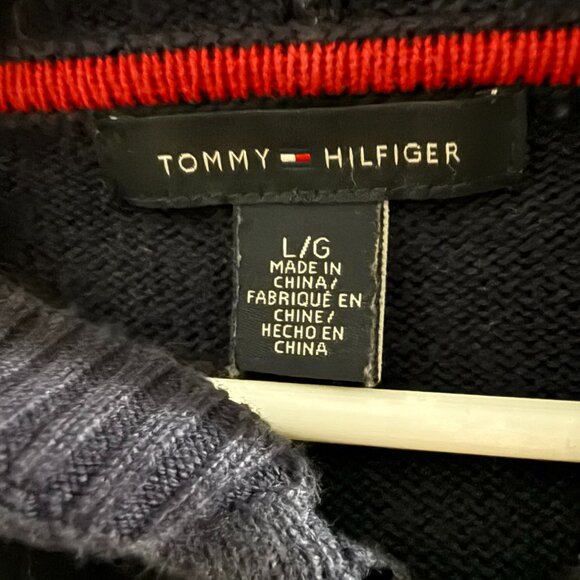 TOMMY HILFIGER
L/G
MADE IN
CHINA/
FABRIQUÉ EN
CHINE/
HECHO EN
CHINA